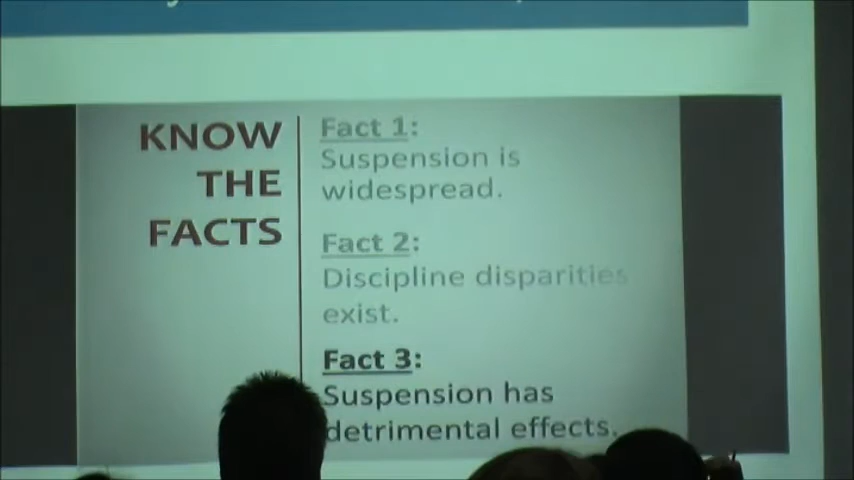 KNOW
THE
FACTS
Fact 1:
Suspension is
widespread.
Fact 2:
Discipline disparities
exist.
Fact 3:
Suspension has
detrimental effects.